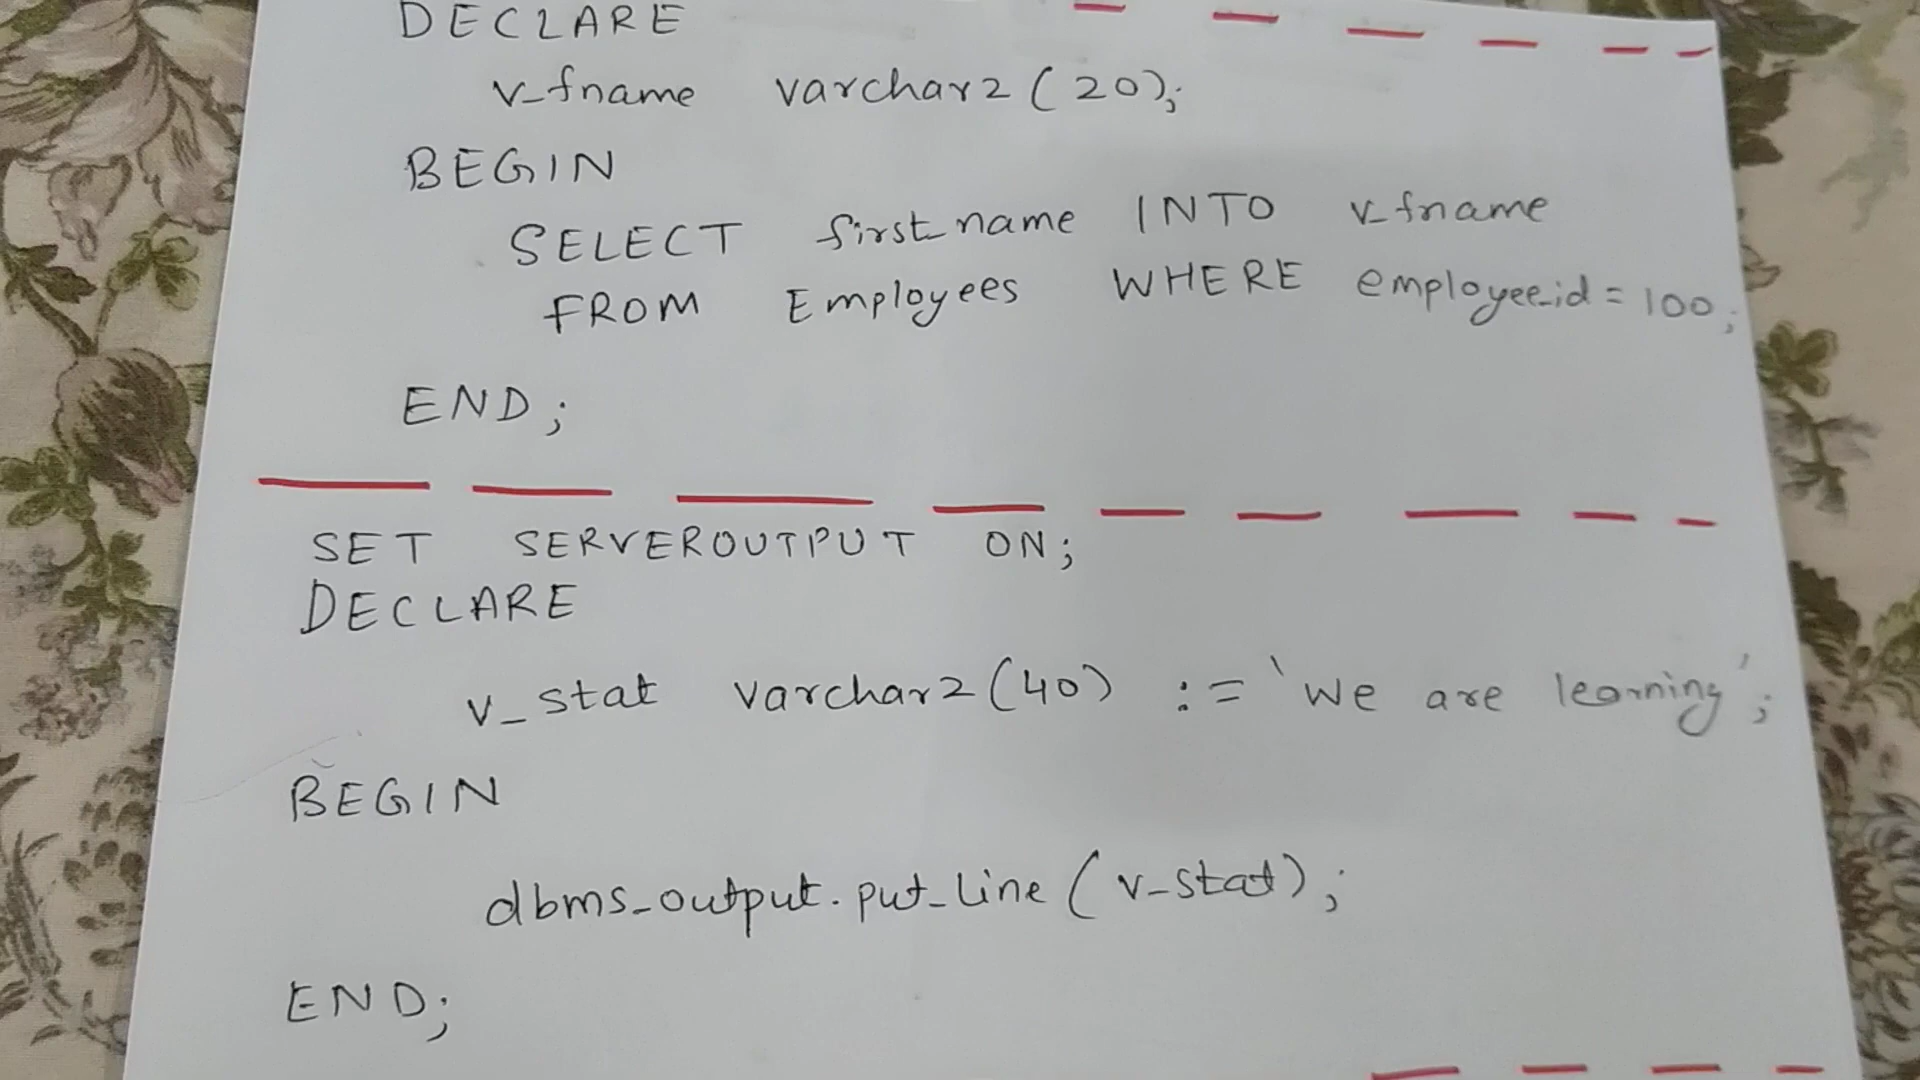 DECLARE
v_fname varchar2(20);
BEGIN
SELECT first_name INTO v_fname
FROM Employees WHERE employee_id = 100;
END;
SET SERVEROUTPUT ON;
DECLARE
v_stat varchar2(40) := 'We are learning';
BEGIN
dbms_output.put_line(v_stat);
END;